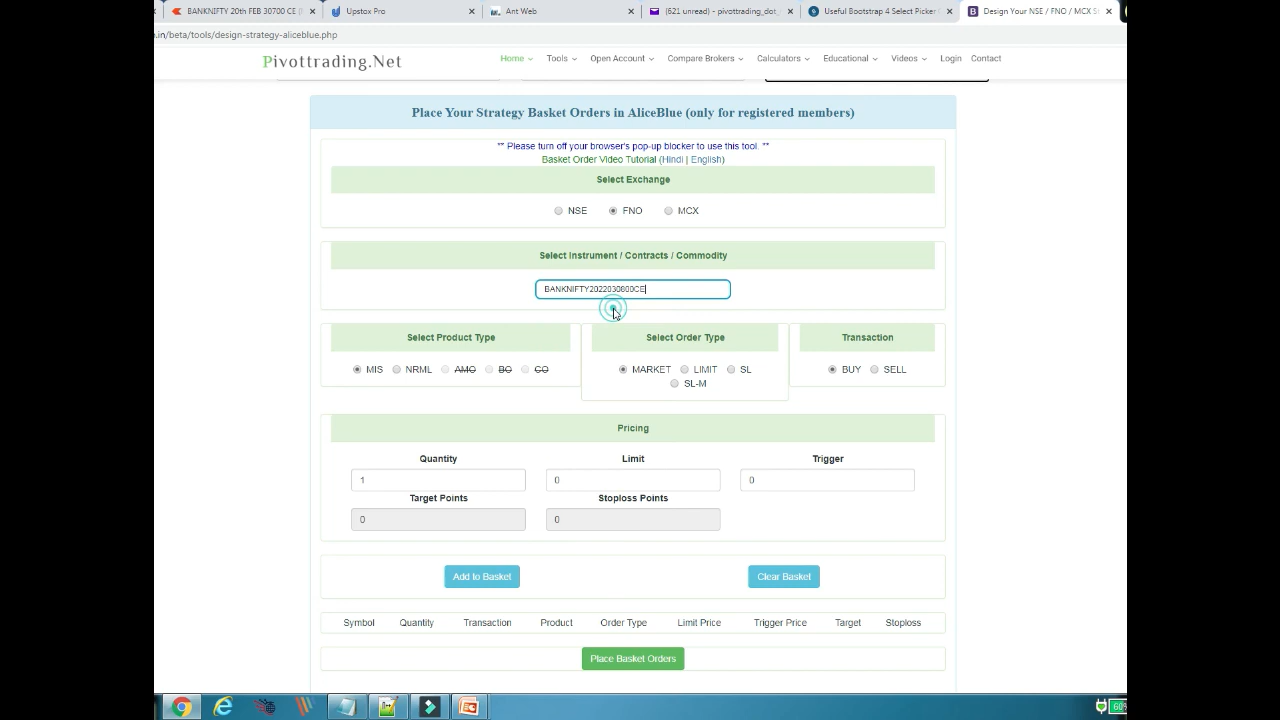 BANKNIFTY 20th FEB 30700 CE (
Upstox Pro
Ant Web
(621 unread) - pivottrading_dot_
Useful Bootstrap 4 Select Picker
Design Your NSE / FNO / MCX S
e.in/beta/tools/design-strategy-aliceblue.php
Pivottrading.Net
Home
Tools
Open Account
Compare Brokers
Calculators
Educational
Videos
Login
Contact
Place Your Strategy Basket Orders in AliceBlue (only for registered members)
** Please turn off your browser's pop-up blocker to use this tool. **
Basket Order Video Tutorial (Hindi | English)
Select Exchange
NSE FNO MCX
Select Instrument / Contracts / Commodity
BANKNIFTY2022030800CE
Select Product Type
Select Order Type
Transaction
MIS NRML AMO BO CO
MARKET LIMIT SL
BUY SELL
SL-M
Pricing
Quantity Limit Trigger
1 0 0
Target Points Stoploss Points
0 0
Add to Basket Clear Basket
Symbol Quantity Transaction Product Order Type Limit Price Trigger Price Target Stoploss
Place Basket Orders